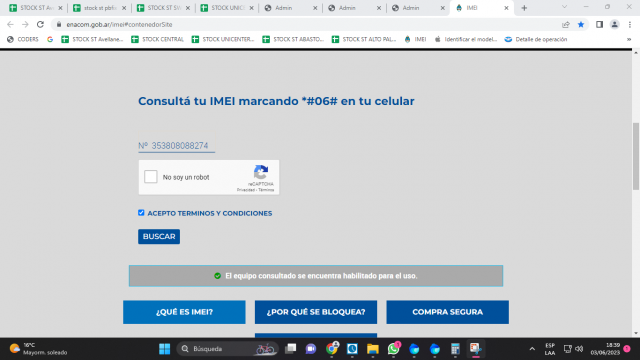 STOCK ST Av
stock st pbf
STOCK ST SI
STOCK UNIC
Admin
Admin
Admin
IMEI
enacom.gob.ar/imei#contenedorSite
CODERS
STOCK ST Avellane...
STOCK CENTRAL
STOCK UNICENTER...
STOCK ST ABASTO...
STOCK ST ALTO PAL...
IMEI
Identificar el model...
Detalle de operación
Consultá tu IMEI marcando *#06# en tu celular
Nº 353808088274
No soy un robot
reCAPTCHA
Privacidad - Términos
ACEPTO TERMINOS Y CONDICIONES
BUSCAR
El equipo consultado se encuentra habilitado para el uso.
¿QUÉ ES IMEI?
¿POR QUÉ SE BLOQUEA?
COMPRA SEGURA
16°C
Mayorm. soleado
Búsqueda
ESP
LAA
18:39
03/06/2023